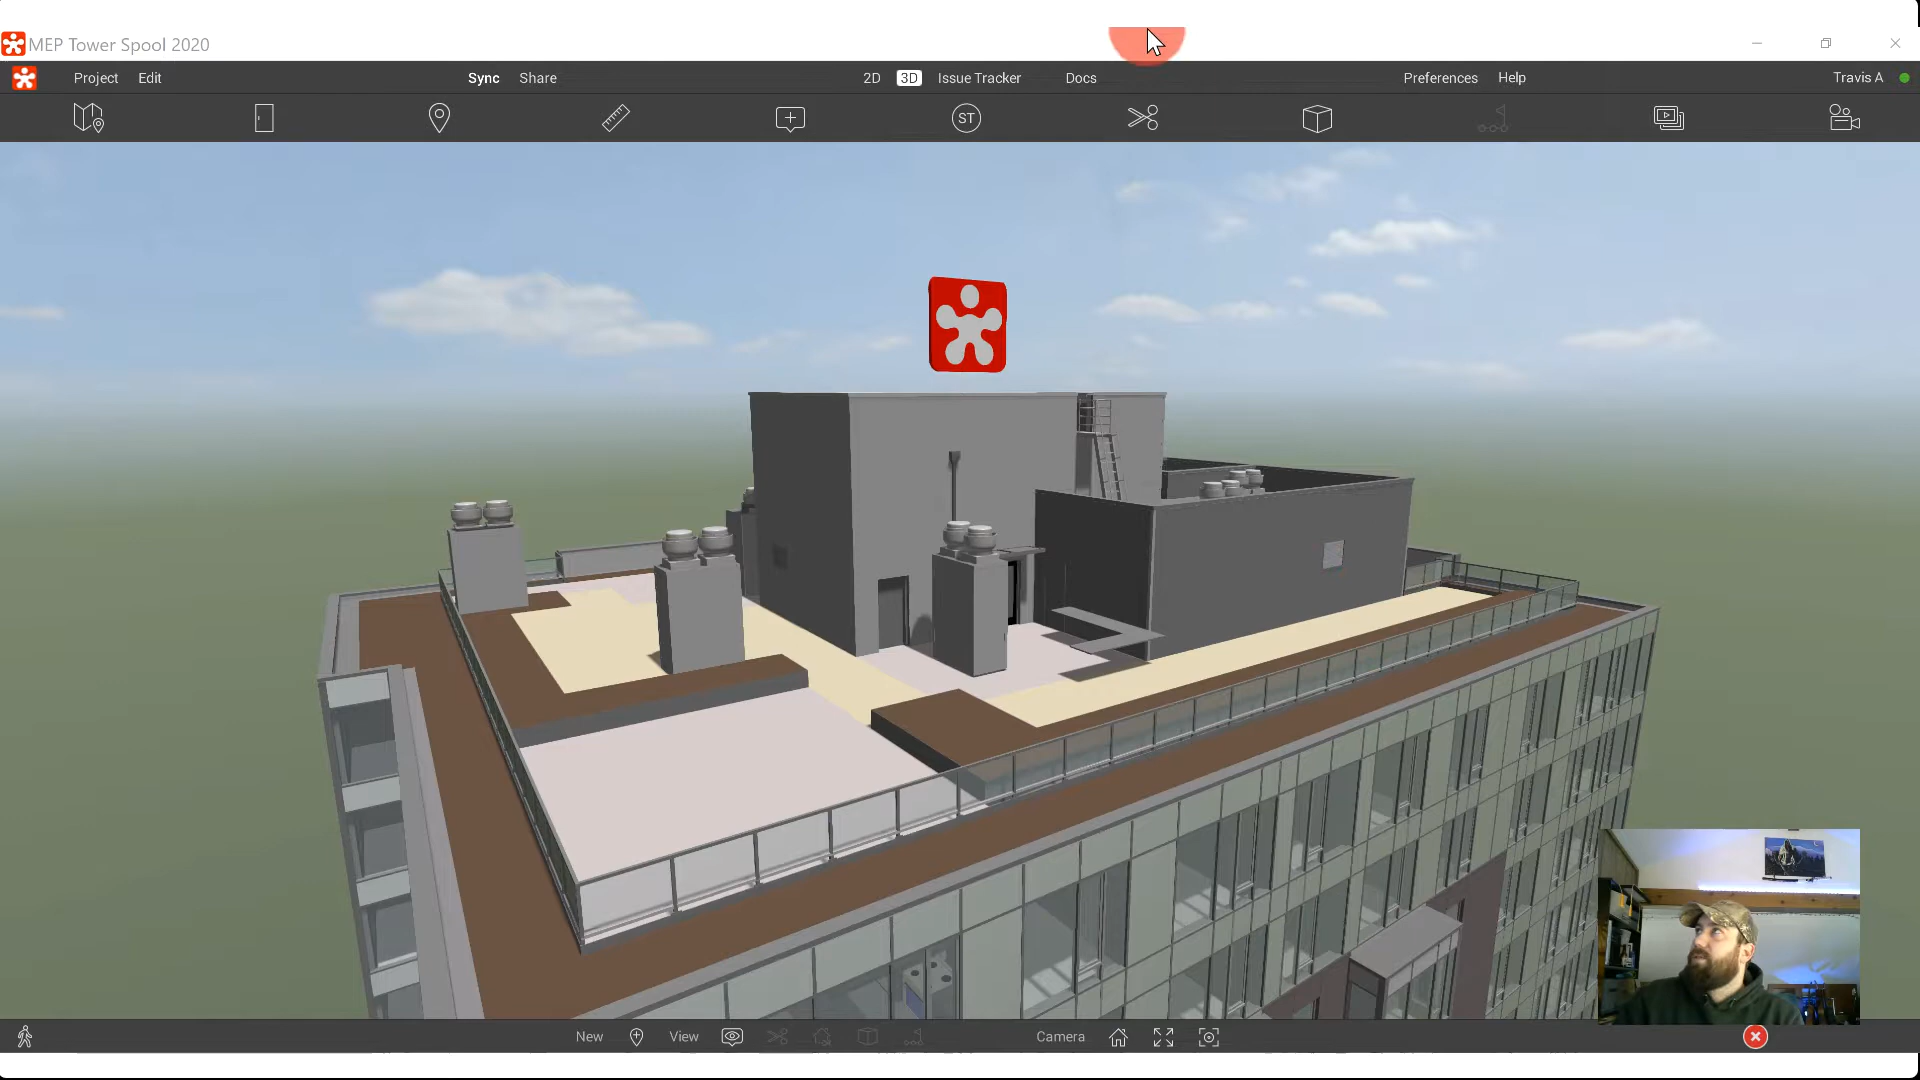 MEP Tower Spool 2020
Project Edit Sync Share 2D 3D Issue Tracker Docs Preferences Help Travis A
ST
New View Camera